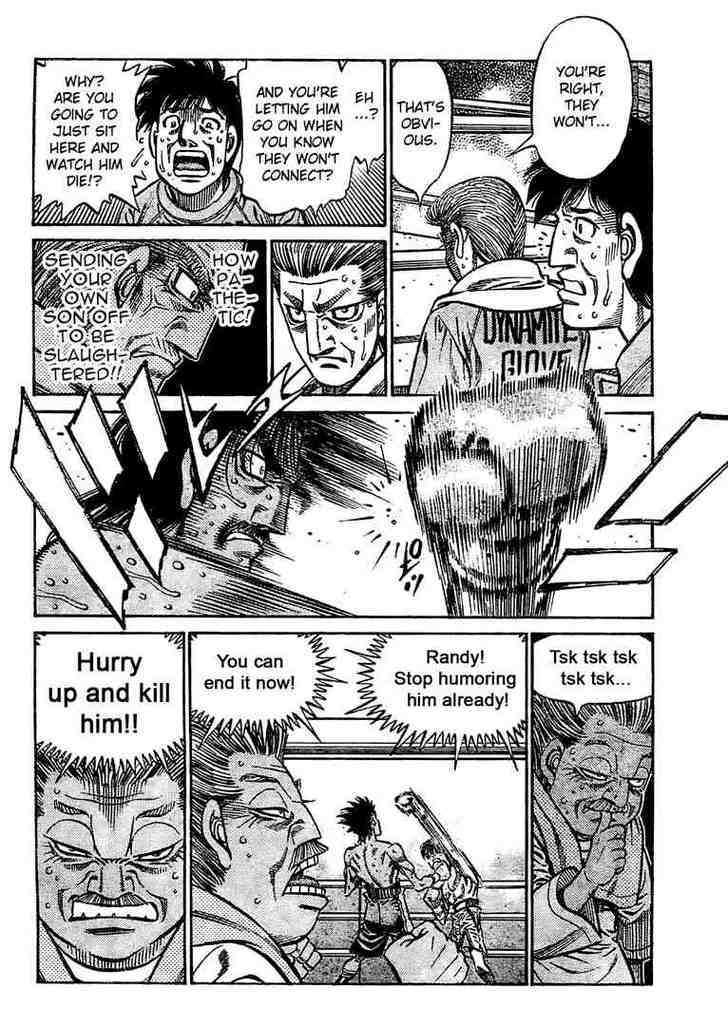 YOU'RE
RIGHT,
THEY
WON'T...
THAT'S
OBVI-
OUS.
EH
...?
AND YOU'RE
LETTING HIM
GO ON WHEN
YOU KNOW
THEY WON'T
CONNECT?
WHY?
ARE YOU
GOING TO
JUST SIT
HERE AND
WATCH HIM
DIE!?
DYNAMITE
GLOVE
HOW
PA-
THE-
TIC!
SENDING
YOUR
OWN
SON OFF
TO BE
SLAUGH-
TERED!!
Tsk tsk tsk
tsk tsk...
Randy!
Stop humoring
him already!
You can
end it now!
Hurry
up and kill
him!!